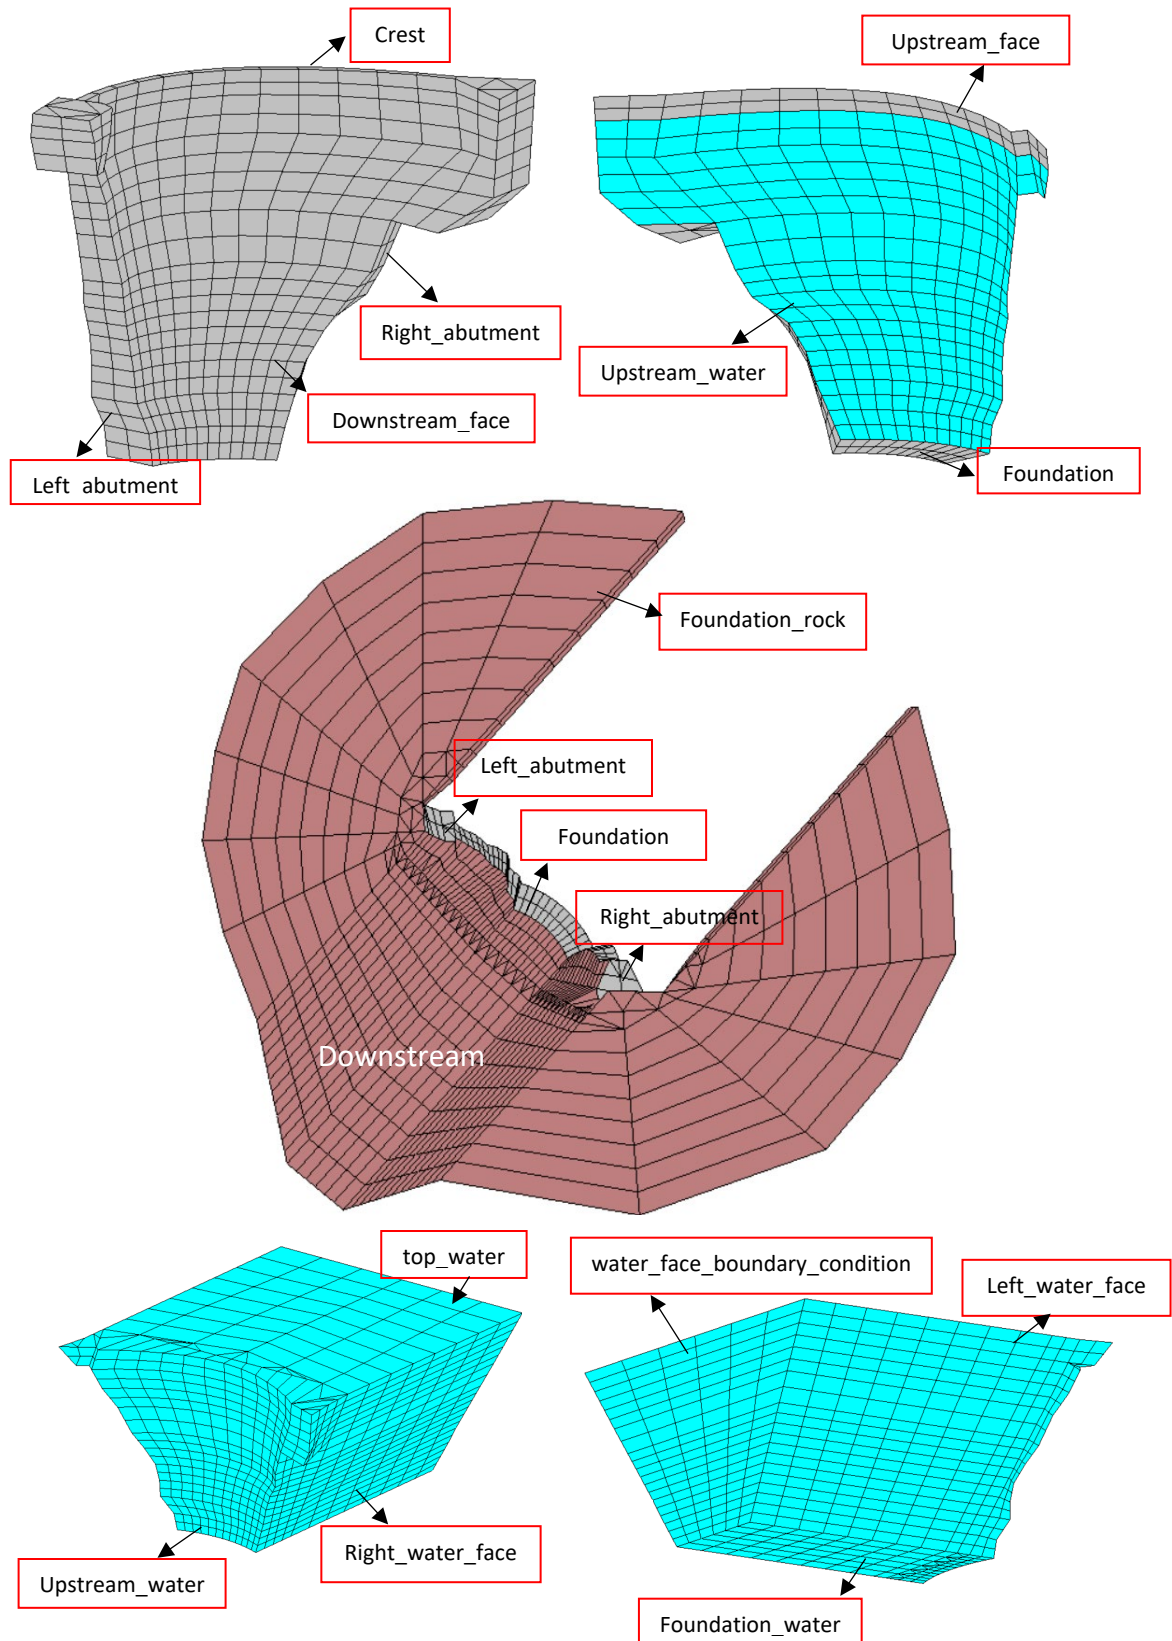 Crest
Upstream_face
Right_abutment
Upstream_water
Downstream_face
Left abutment
Foundation
Foundation_rock
Left_abutment
Foundation
Right_abutment
Downstream
top_water
water_face_boundary_condition
Left_water_face
Right_water_face
Upstream_water
Foundation_water